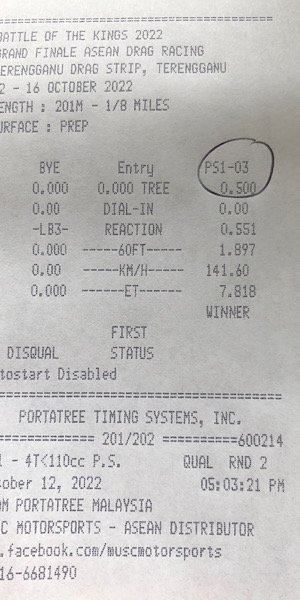 BATTLE OF THE KINGS 2022
GRAND FINALE ASEAN DRAG RACING
TERENGGANU DRAG STRIP, TERENGGANU
2 - 16 OCTOBER 2022
ENGTH : 201M - 1/8 MILES
URFACE : PREP
BYE Entry PS1-03
0.000 0.000 TREE 0.500
0.00 DIAL-IN 0.00
-LB3- REACTION 0.551
0.000 -----60FT----- 1.897
0.00 -----KM/H----- 141.60
0.000 ------ET------ 7.818
WINNER
FIRST
DISQUAL STATUS
tostart Disabled
PORTATREE TIMING SYSTEMS, INC.
============ 201/202 ==========600214
- 4T<110cc P.S. QUAL RND 2
tober 12, 2022 05:03:21 PM
OM PORTATREE MALAYSIA
SC MOTORSPORTS - ASEAN DISTRIBUTOR
.facebook.com/muscmotorsports
16-6681490